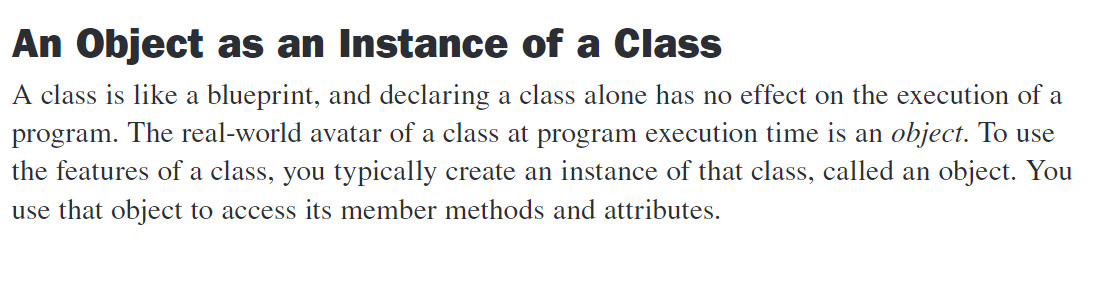 An Object as an Instance of a Class
A class is like a blueprint, and declaring a class alone has no effect on the execution of a
program. The real-world avatar of a class at program execution time is an object. To use
the features of a class, you typically create an instance of that class, called an object. You
use that object to access its member methods and attributes.